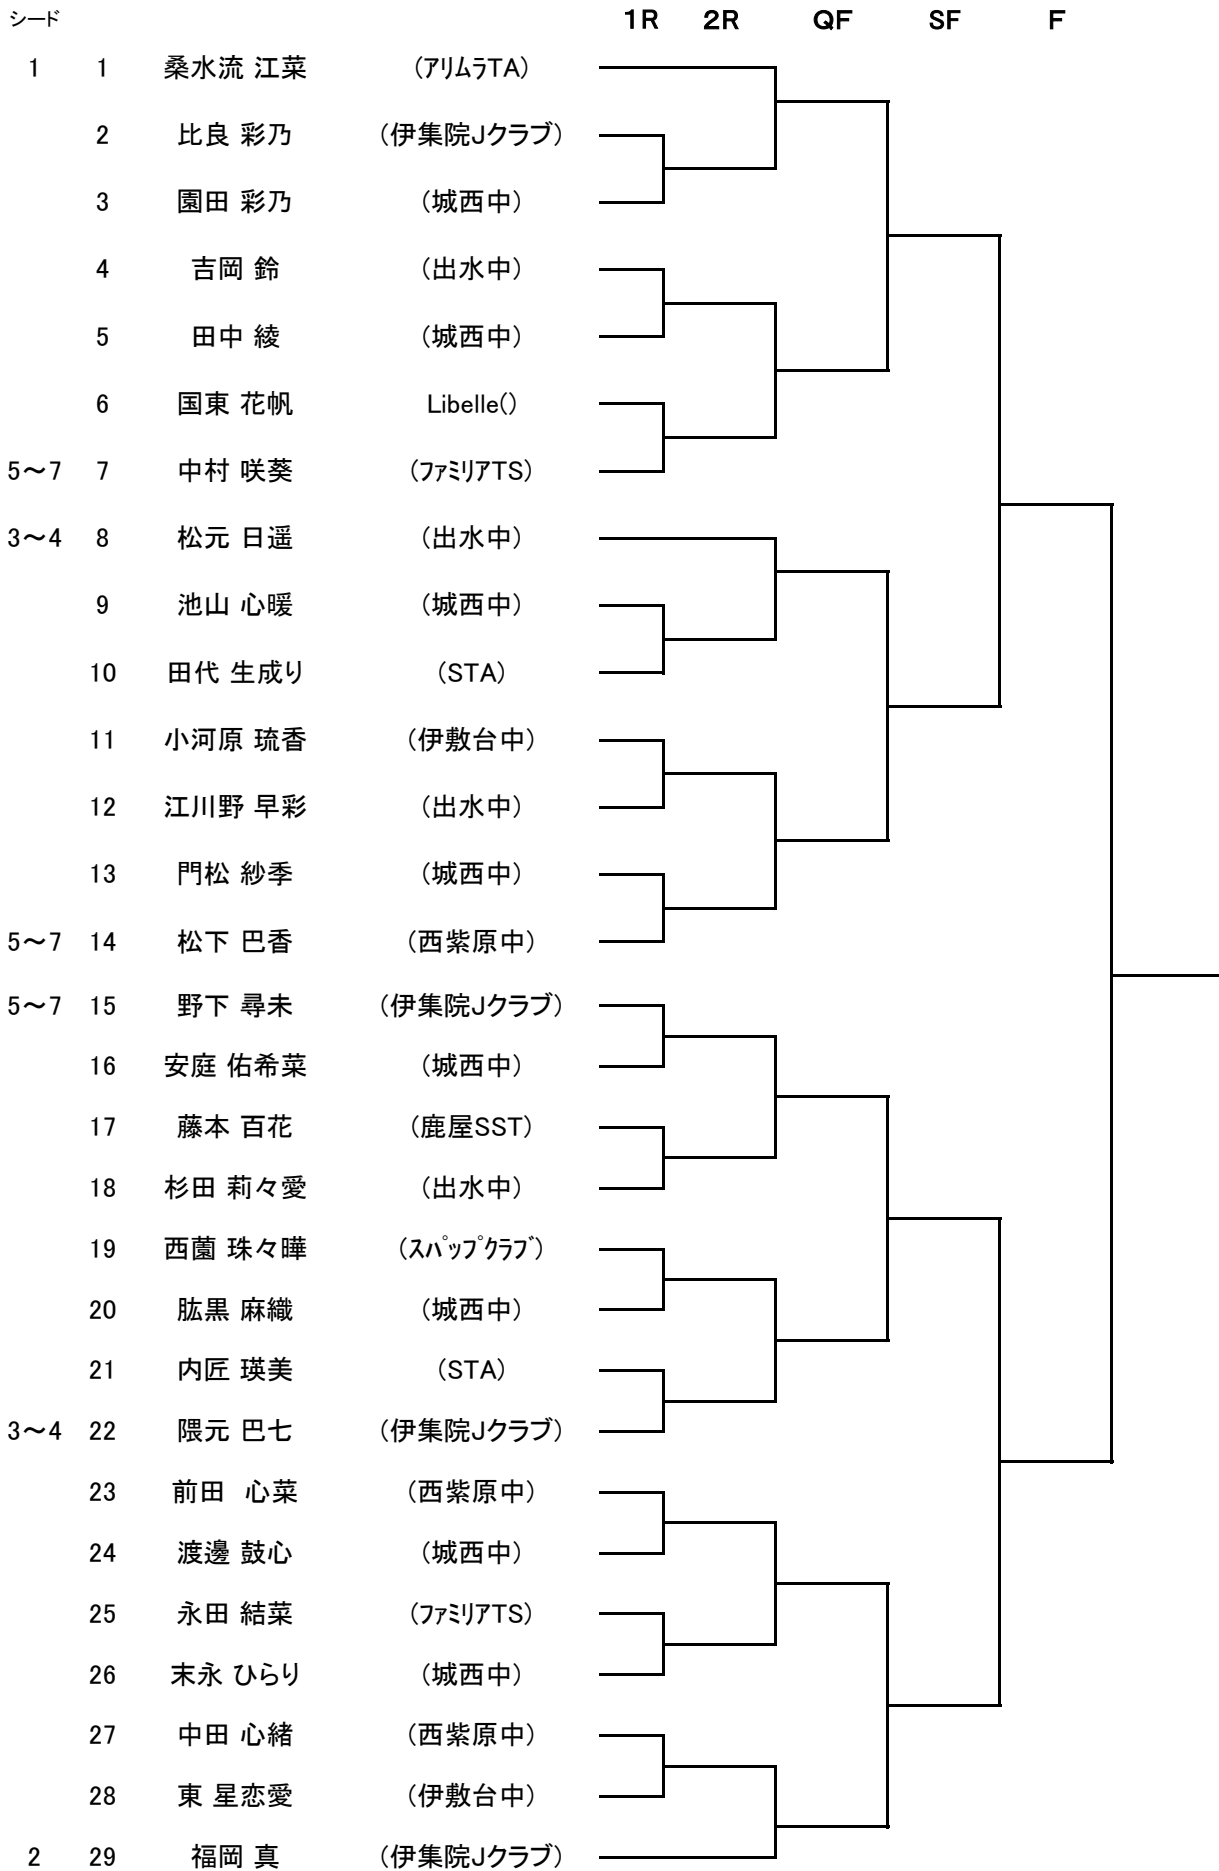 シード 1R 2R QF SF F
1 1 桑水流 江菜 (アリムラTA)
2 比良 彩乃 (伊集院Jクラブ)
3 園田 彩乃 (城西中)
4 吉岡 鈴 (出水中)
5 田中 綾 (城西中)
6 国東 花帆 Libelle()
5～7 7 中村 咲葵 (ファミリアTS)
3～4 8 松元 日遥 (出水中)
9 池山 心暖 (城西中)
10 田代 生成り (STA)
11 小河原 琉香 (伊敷台中)
12 江川野 早彩 (出水中)
13 門松 紗季 (城西中)
5～7 14 松下 巴香 (西紫原中)
5～7 15 野下 尋未 (伊集院Jクラブ)
16 安庭 佑希菜 (城西中)
17 藤本 百花 (鹿屋SST)
18 杉田 莉々愛 (出水中)
19 西薗 珠々曄 (スパップクラブ)
20 肱黒 麻織 (城西中)
21 内匠 瑛美 (STA)
3～4 22 隈元 巴七 (伊集院Jクラブ)
23 前田　心菜 (西紫原中)
24 渡邊 鼓心 (城西中)
25 永田 結菜 (ファミリアTS)
26 末永 ひらり (城西中)
27 中田 心緒 (西紫原中)
28 東 星恋愛 (伊敷台中)
2 29 福岡 真 (伊集院Jクラブ)